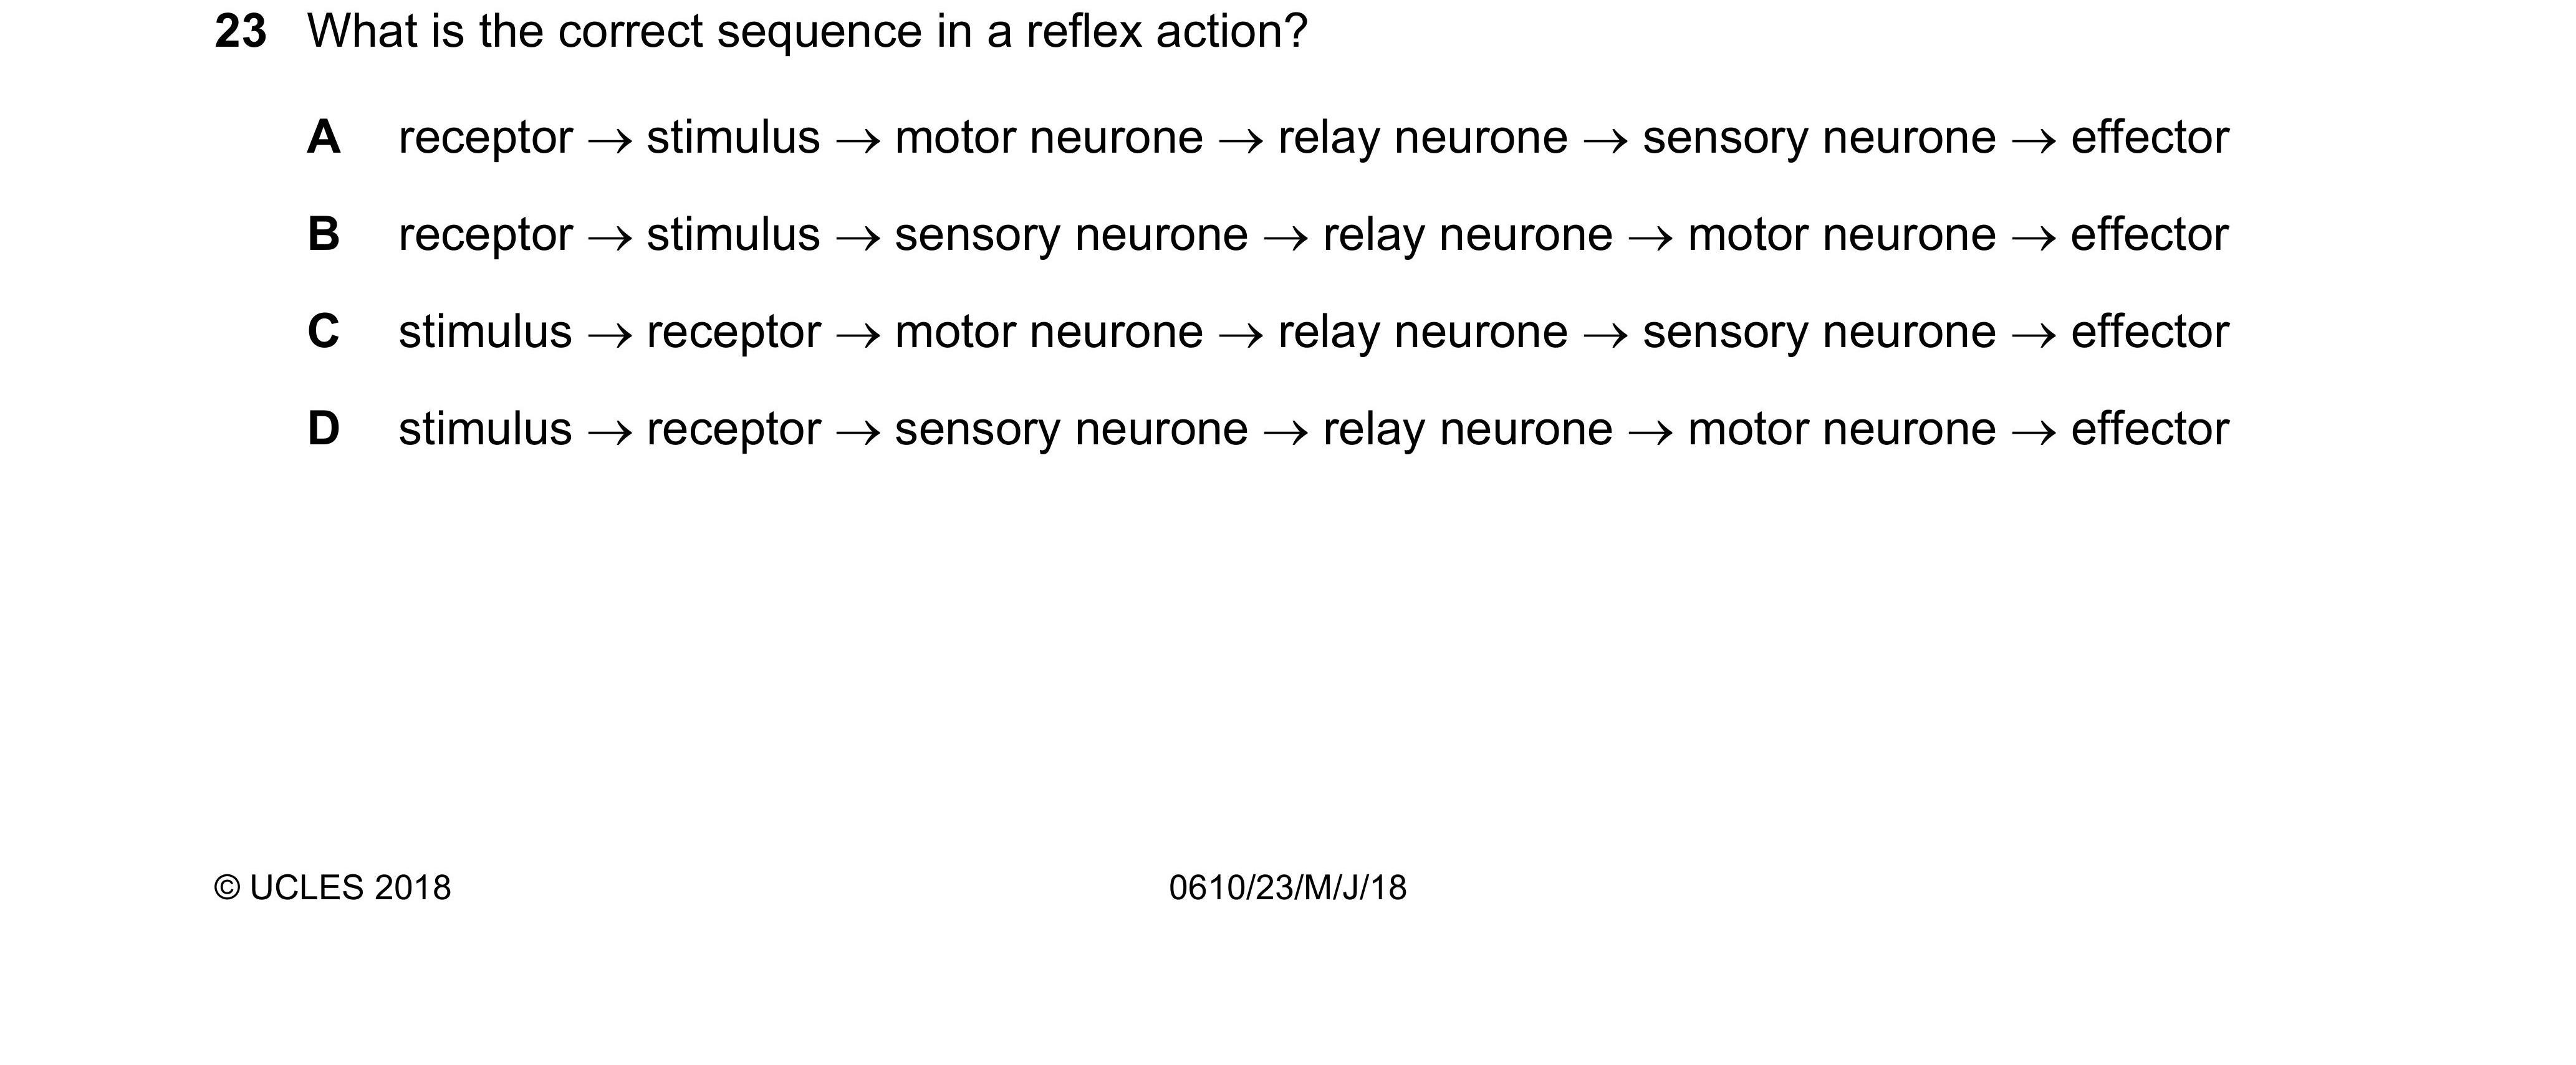 23 What is the correct sequence in a reflex action?
A receptor → stimulus → motor neurone → relay neurone → sensory neurone → effector
B receptor → stimulus → sensory neurone → relay neurone → motor neurone → effector
C stimulus → receptor → motor neurone → relay neurone → sensory neurone → effector
D stimulus → receptor → sensory neurone → relay neurone → motor neurone → effector
© UCLES 2018 0610/23/M/J/18